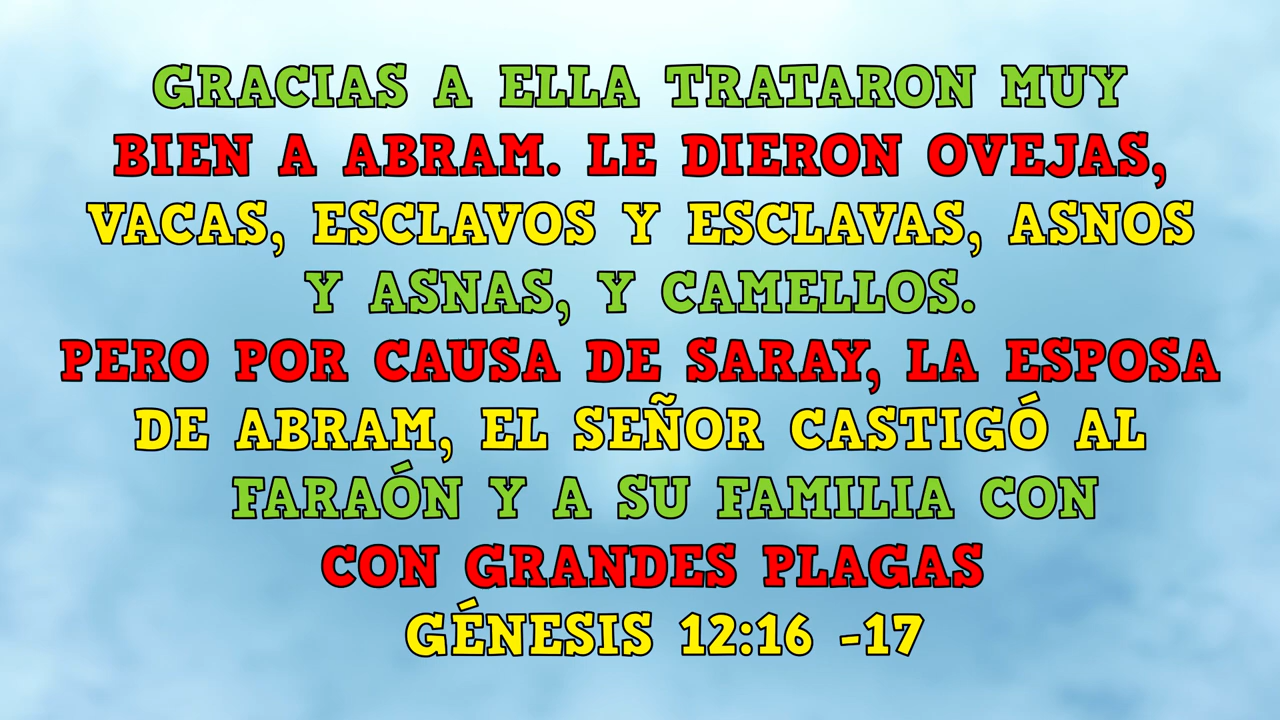 GRACIAS A ELLA TRATARON MUY
BIEN A ABRAM. LE DIERON OVEJAS,
VACAS, ESCLAVOS Y ESCLAVAS, ASNOS
Y ASNAS, Y CAMELLOS.
PERO POR CAUSA DE SARAY, LA ESPOSA
DE ABRAM, EL SEÑOR CASTIGÓ AL
FARAÓN Y A SU FAMILIA CON
CON GRANDES PLAGAS
GÉNESIS 12:16 -17